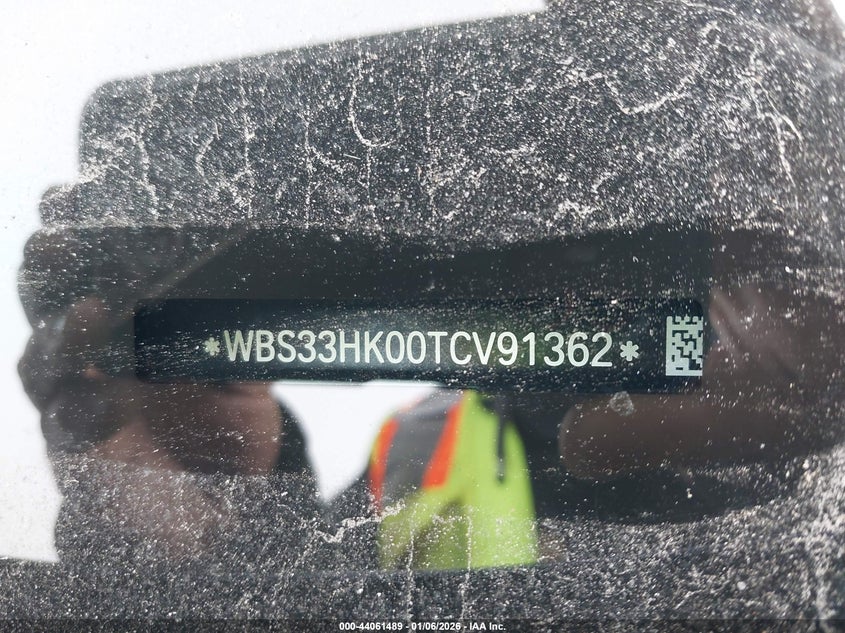 *WBS33HK00TCV91362*
000-44061489 - 01/06/2026 - IAA Inc.